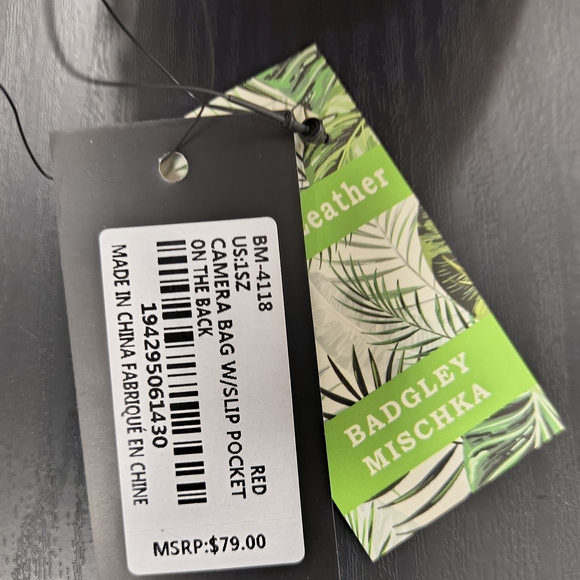 BM-4118
US:1SZ RED
CAMERA BAG W/SLIP POCKET
ON THE BACK
194295061430
MADE IN CHINA FABRIQUÉ EN CHINE
MSRP:$79.00
Leather
BADGLEY
MISCHKA